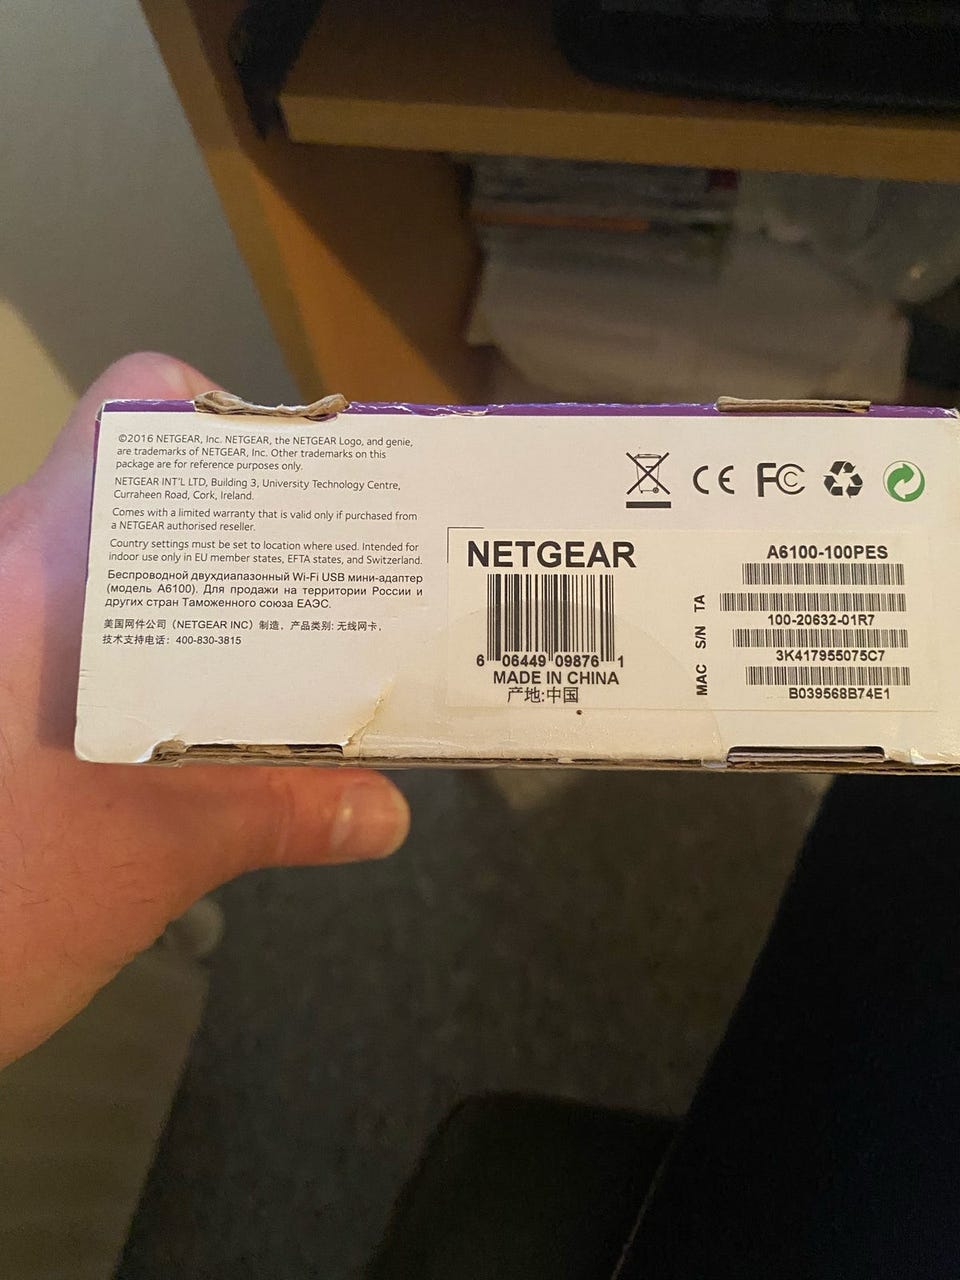 ©2016 NETGEAR, Inc. NETGEAR, the NETGEAR Logo, and genie,
are trademarks of NETGEAR, Inc. Other trademarks on this
package are for reference purposes only.
NETGEAR INT'L LTD, Building 3, University Technology Centre,
Curraheen Road, Cork, Ireland.
Comes with a limited warranty that is valid only if purchased from
a NETGEAR authorised reseller.
Country settings must be set to location where used. Intended for
indoor use only in EU member states, EFTA states, and Switzerland.
Беспроводной двухдиапазонный Wi-Fi USB мини-адаптер
(модель A6100). Для продажи на территории России и
других стран Таможенного союза ЕАЭС.
美国网件公司（NETGEAR INC）制造，产品类别: 无线网卡，
技术支持电话：400-830-3815
CE FC
NETGEAR
6 06449 09876 1
MADE IN CHINA
产地:中国
A6100-100PES
TA
100-20632-01R7
S/N
3K417955075C7
MAC
B039568B74E1